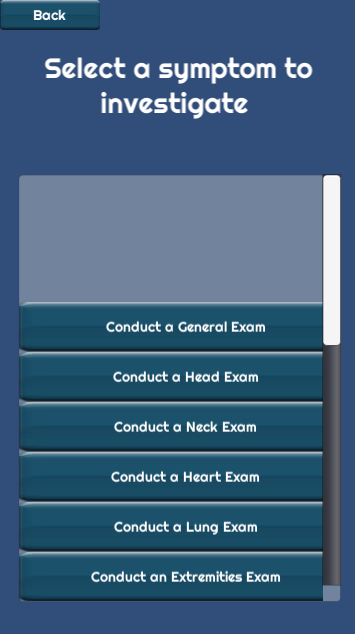 Back
Select a symptom to
investigate
Conduct a General Exam
Conduct a Head Exam
Conduct a Neck Exam
Conduct a Heart Exam
Conduct a Lung Exam
Conduct an Extremities Exam